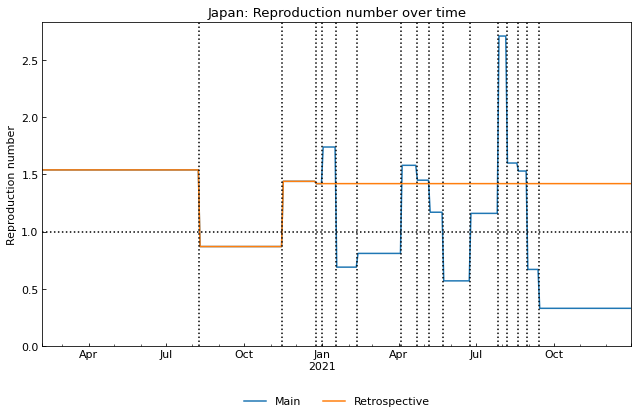 Japan: Reproduction number over time
Reproduction number
2.5
2.0
1.5
1.0
0.5
0.0
Apr Jul Oct Jan Apr Jul Oct
2021
Main Retrospective